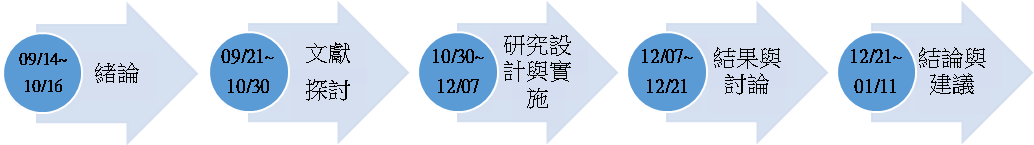 09/14~
10/16
緒論
09/21~
10/30
文獻
探討
10/30~
12/07
研究設
計與實
施
12/07~
12/21
結果與
討論
12/21~
01/11
結論與
建議